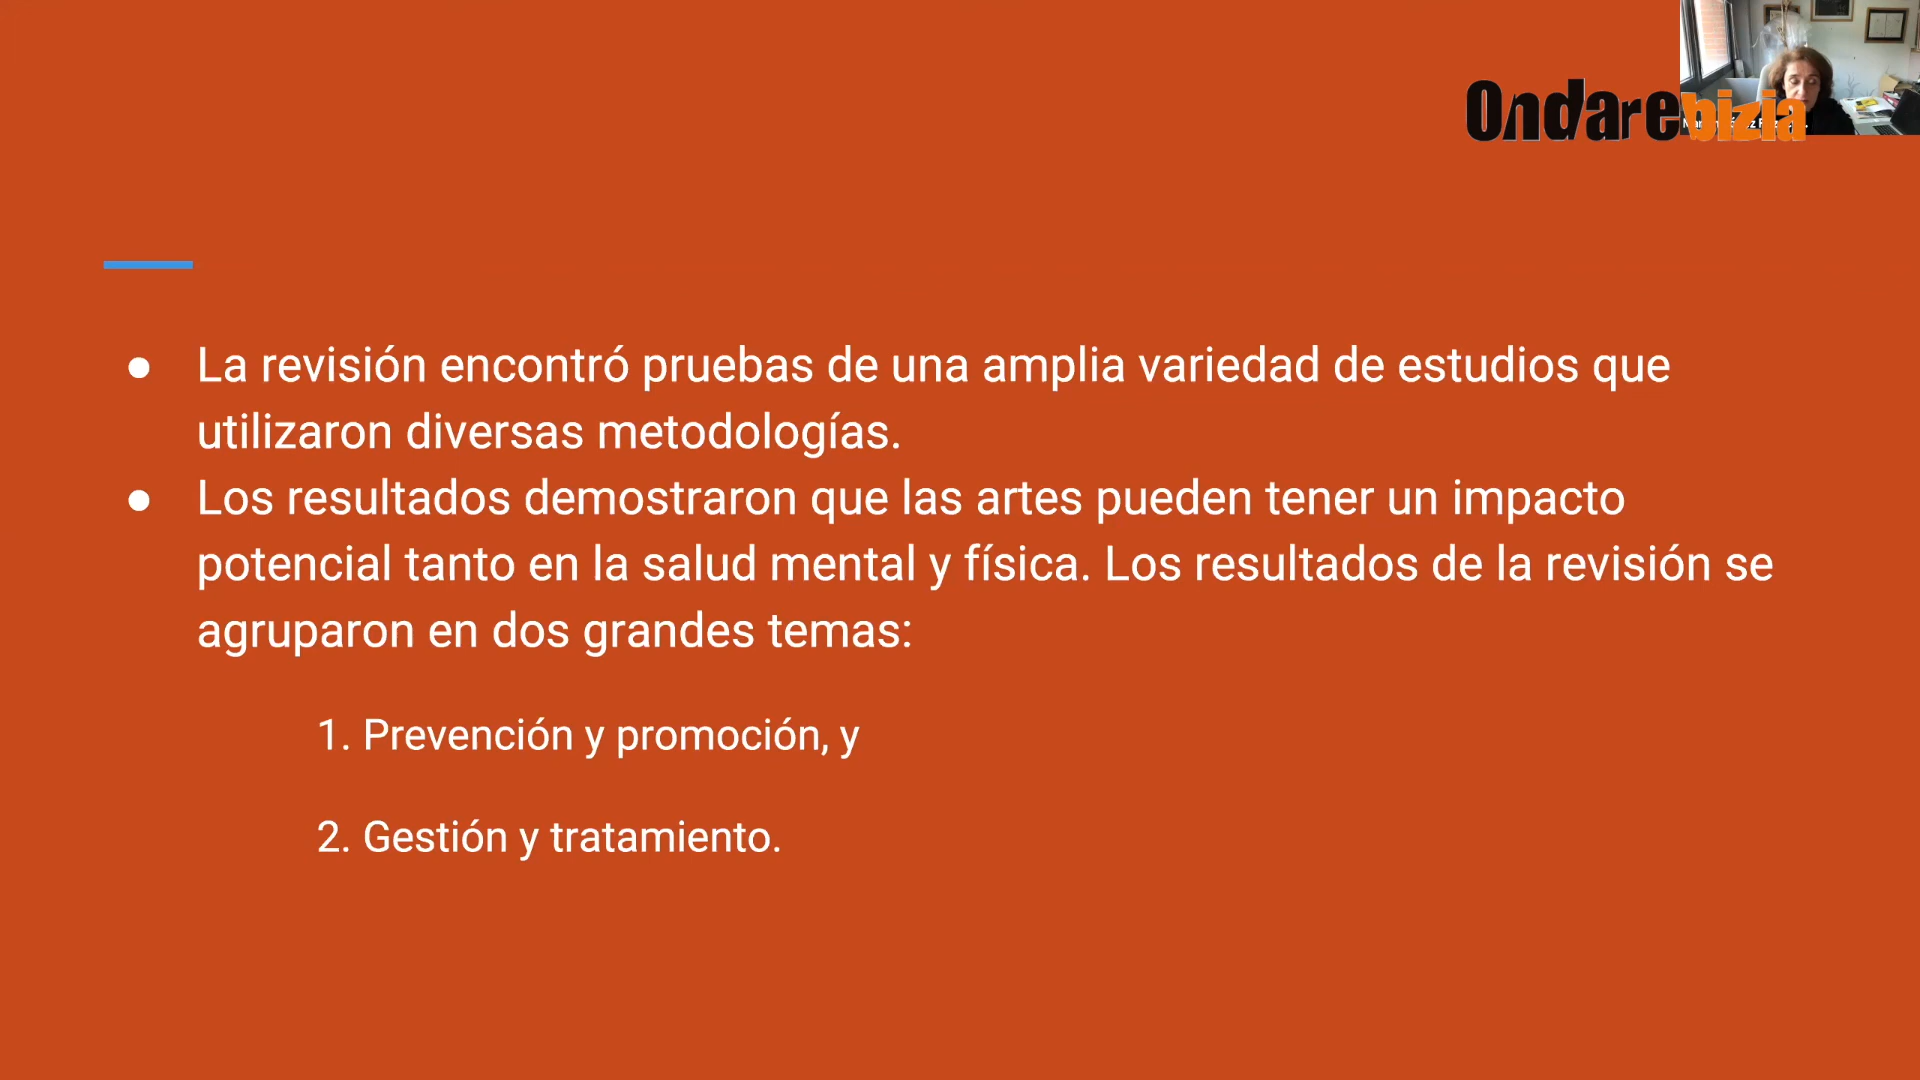 Ondarebizia
● La revisión encontró pruebas de una amplia variedad de estudios que
utilizaron diversas metodologías.
● Los resultados demostraron que las artes pueden tener un impacto
potencial tanto en la salud mental y física. Los resultados de la revisión se
agruparon en dos grandes temas:
1. Prevención y promoción, y
2. Gestión y tratamiento.